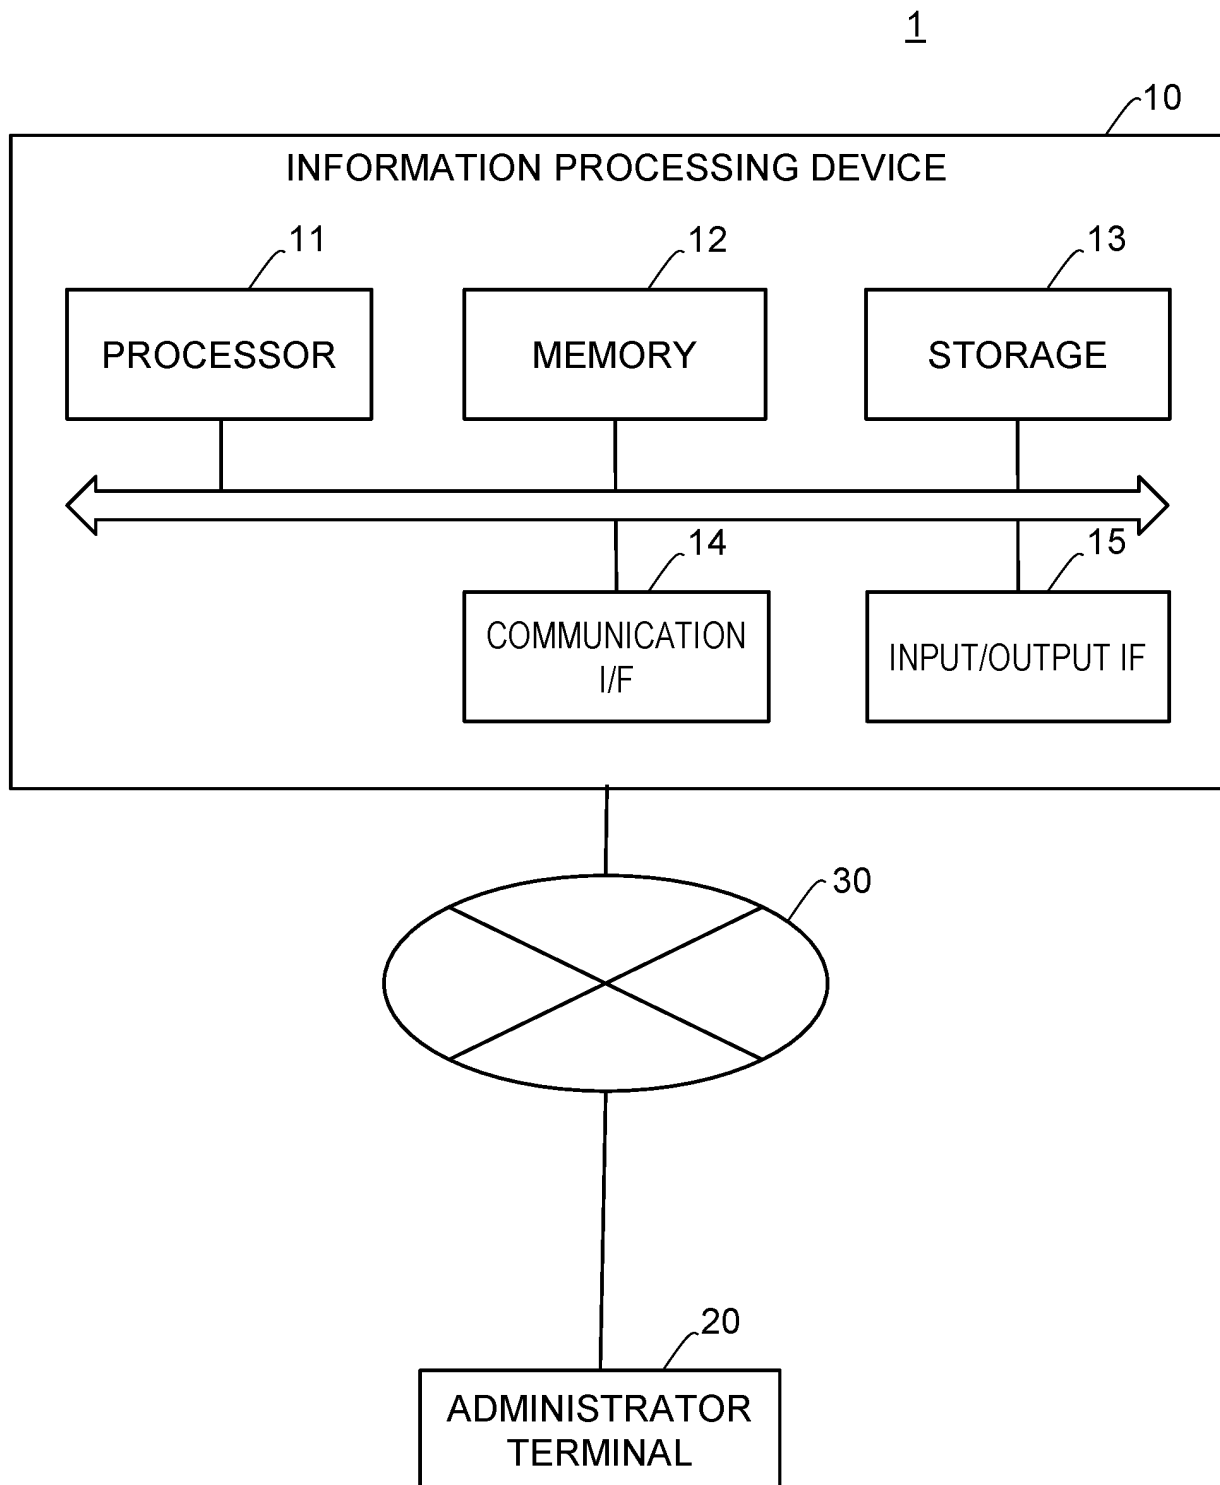 1
10
INFORMATION PROCESSING DEVICE
11
12
13
PROCESSOR
MEMORY
STORAGE
14
15
COMMUNICATION
I/F
INPUT/OUTPUT IF
30
20
ADMINISTRATOR
TERMINAL